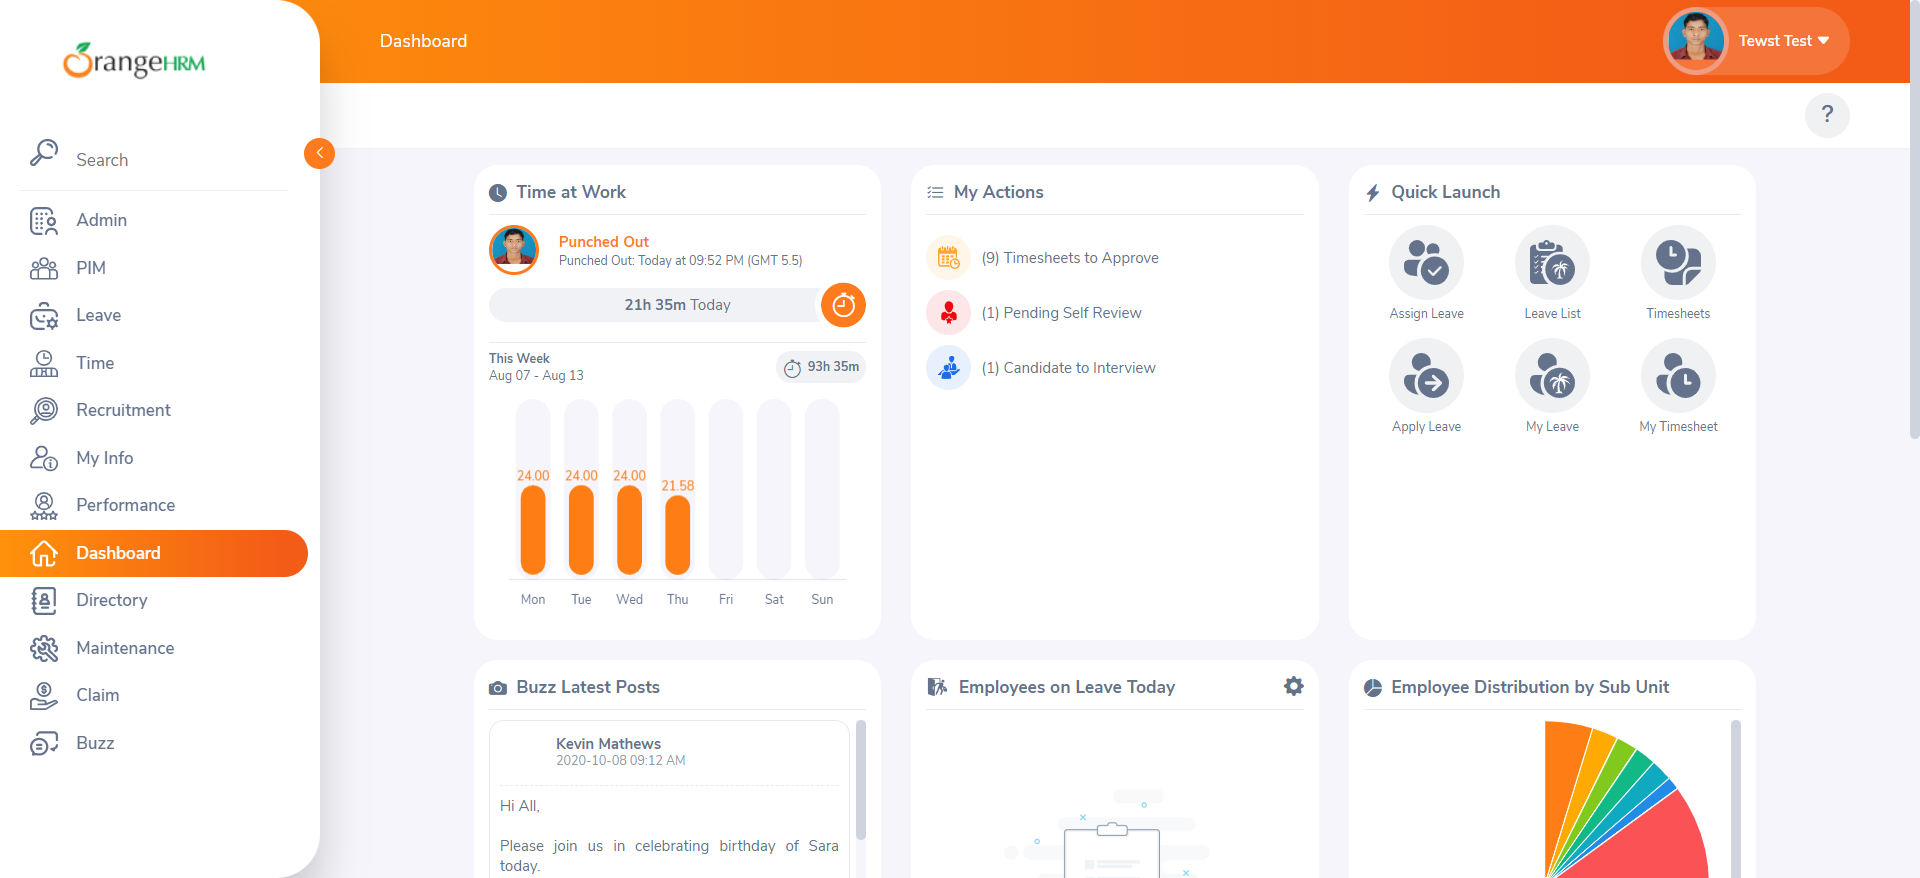 OrangeHRM
Search
Admin
PIM
Leave
Time
Recruitment
My Info
Performance
Dashboard
Directory
Maintenance
Claim
Buzz
Dashboard
Tewst Test
?
Time at Work
Punched Out
Punched Out: Today at 09:52 PM (GMT 5.5)
21h 35m Today
This Week
Aug 07 - Aug 13
93h 35m
24.00 24.00 24.00 21.58
Mon Tue Wed Thu Fri Sat Sun
My Actions
(9) Timesheets to Approve
(1) Pending Self Review
(1) Candidate to Interview
Quick Launch
Assign Leave Leave List Timesheets
Apply Leave My Leave My Timesheet
Buzz Latest Posts
Kevin Mathews
2020-10-08 09:12 AM
Hi All,
Please join us in celebrating birthday of Sara
today.
Employees on Leave Today
Employee Distribution by Sub Unit